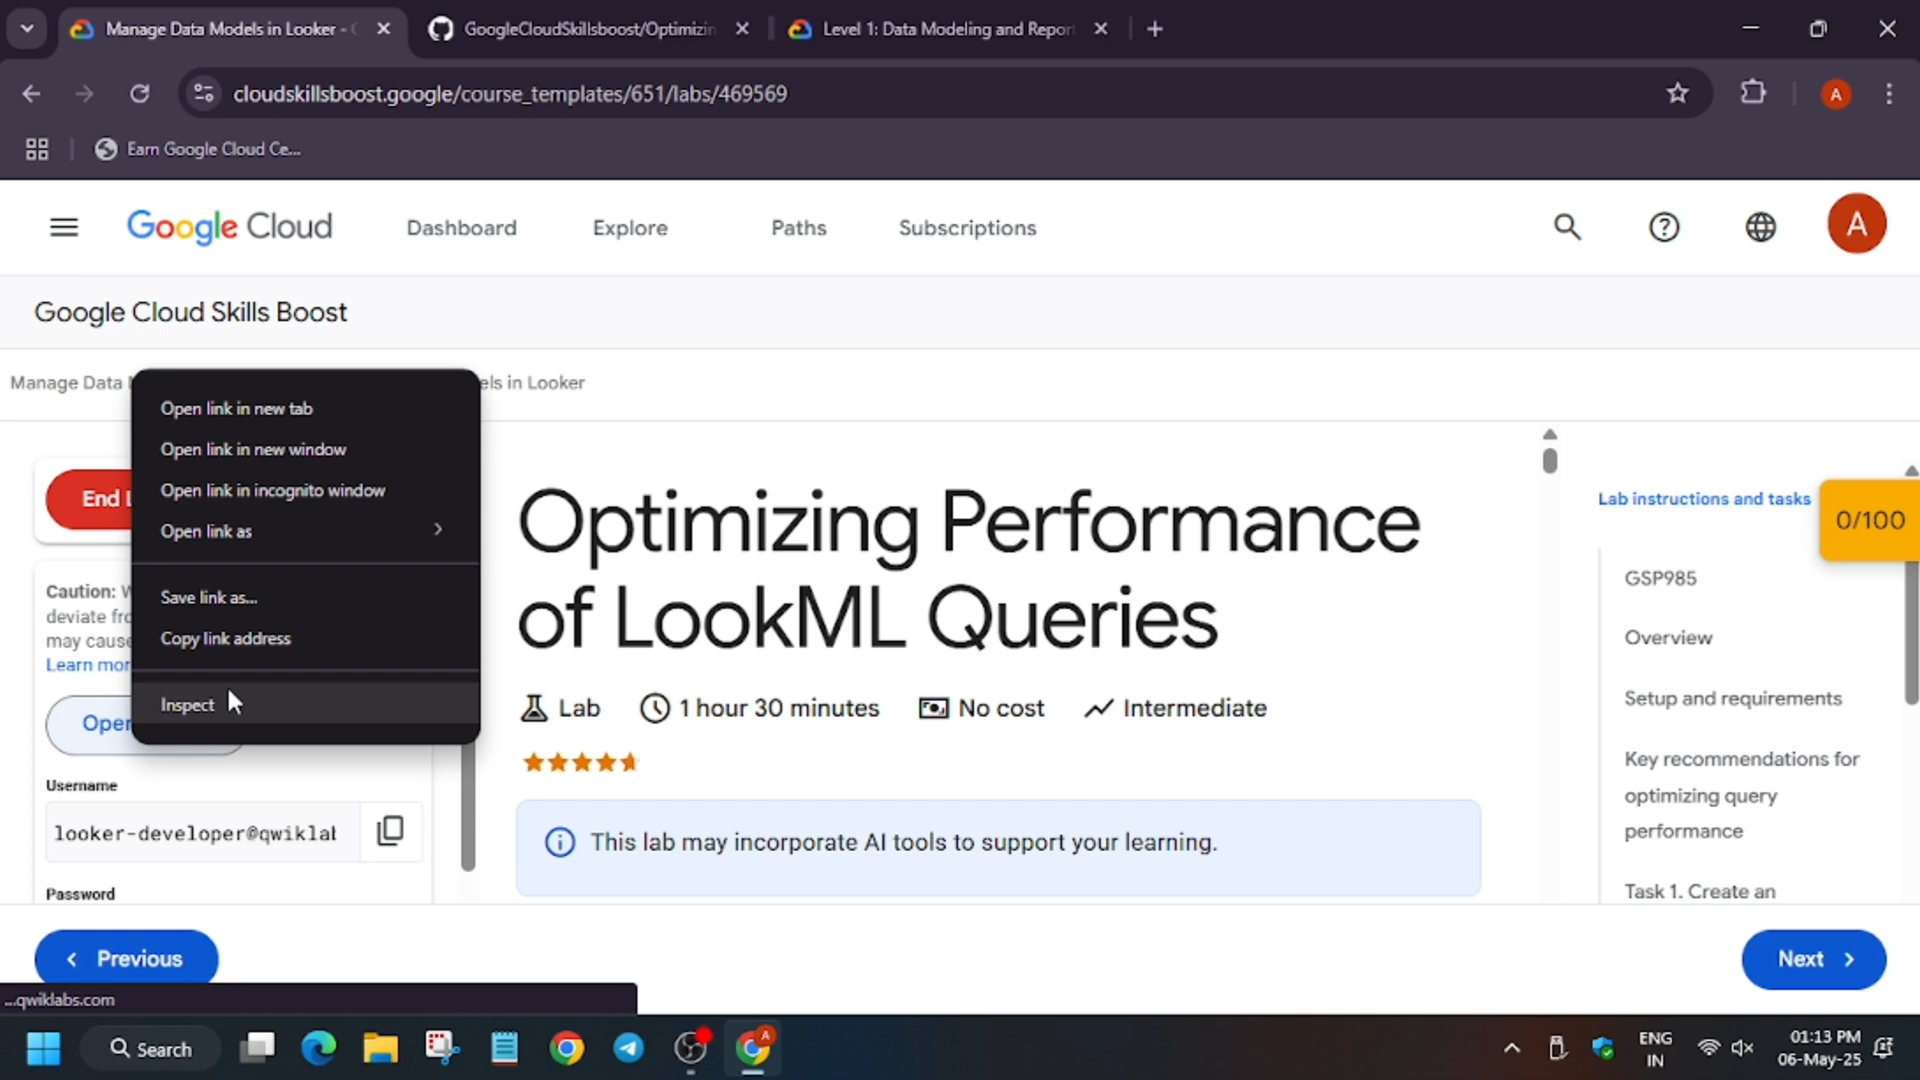 Manage Data Models in Looker -
GoogleCloudSkillsboost/Optimizin
Level 1: Data Modeling and Repor
cloudskillsboost.google/course_templates/651/labs/469569
A
Earn Google Cloud Ce...
Google Cloud
Dashboard
Explore
Paths
Subscriptions
A
Google Cloud Skills Boost
Manage Data
els in Looker
Open link in new tab
Open link in new window
Open link in incognito window
Open link as
Save link as...
Copy link address
Inspect
End L
Caution: W
deviate fro
may cause
Learn mor
Oper
Username
looker-developer@qwiklab
Password
Optimizing Performance
of LookML Queries
Lab
1 hour 30 minutes
No cost
Intermediate
This lab may incorporate AI tools to support your learning.
Lab instructions and tasks
0/100
GSP985
Overview
Setup and requirements
Key recommendations for
optimizing query
performance
Task 1. Create an
Previous
Next
...qwiklabs.com
Search
A
ENG
IN
01:13 PM
06-May-25